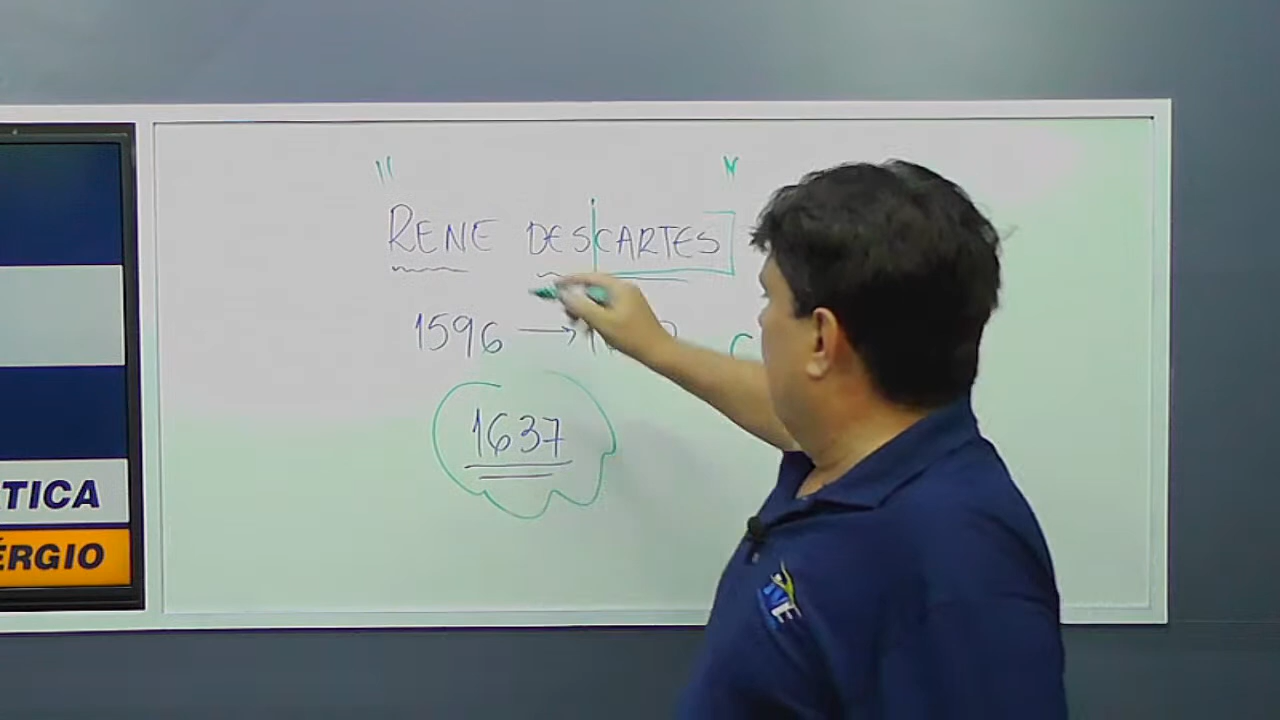 " "
RENE DESCARTES
1596 →
1637
TICA
ÉRGIO